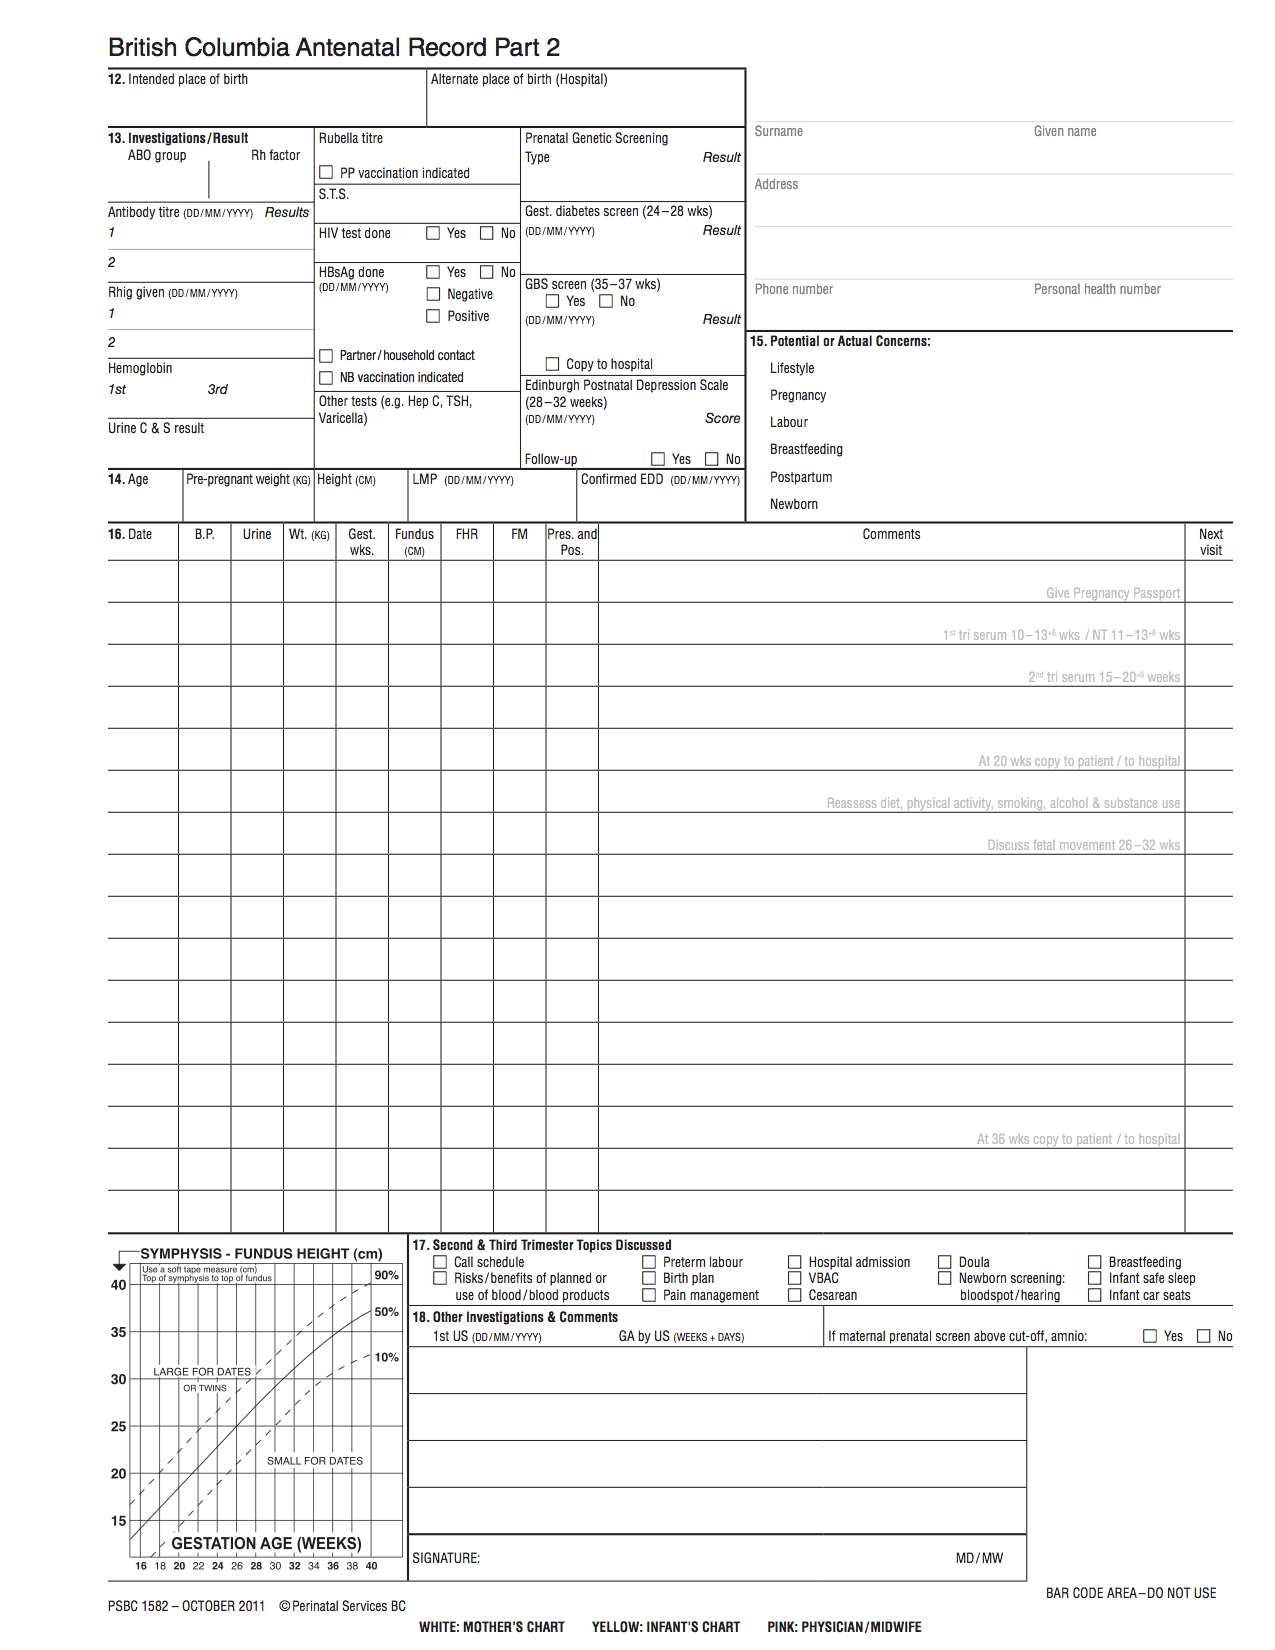 British Columbia Antenatal Record Part 2
12. Intended place of birth
Alternate place of birth (Hospital)
Surname
Given name
Address
Phone number
Personal health number
13. Investigations/Result
ABO group
Rh factor
Antibody titre (DD/MM/YYYY) Results
1
2
Rhig given (DD/MM/YYYY)
1
2
Hemoglobin
1st 3rd
Urine C & S result
Rubella titre
PP vaccination indicated
S.T.S.
HIV test done Yes No
HBsAg done Yes No
(DD/MM/YYYY)
Negative
Positive
Partner/household contact
NB vaccination indicated
Other tests (e.g. Hep C, TSH,
Varicella)
Prenatal Genetic Screening
Type Result
Gest. diabetes screen (24–28 wks)
(DD/MM/YYYY) Result
GBS screen (35–37 wks)
Yes No
(DD/MM/YYYY) Result
Copy to hospital
Edinburgh Postnatal Depression Scale
(28–32 weeks)
(DD/MM/YYYY) Score
Follow-up Yes No
15. Potential or Actual Concerns:
Lifestyle
Pregnancy
Labour
Breastfeeding
Postpartum
Newborn
14. Age
Pre-pregnant weight (KG)
Height (CM)
LMP (DD/MM/YYYY)
Confirmed EDD (DD/MM/YYYY)
16. Date
B.P.
Urine
Wt. (KG)
Gest.
wks.
Fundus
(CM)
FHR
FM
Pres. and
Pos.
Comments
Next
visit
Give Pregnancy Passport
1st tri serum 10–13+6 wks / NT 11–13+6 wks
2nd tri serum 15–20+6 weeks
At 20 wks copy to patient / to hospital
Reassess diet, physical activity, smoking, alcohol & substance use
Discuss fetal movement 26–32 wks
At 36 wks copy to patient / to hospital
SYMPHYSIS - FUNDUS HEIGHT (cm)
Use a soft tape measure (cm)
Top of symphysis to top of fundus
40
35
30
25
20
15
90%
50%
10%
LARGE FOR DATES
OR TWINS
SMALL FOR DATES
GESTATION AGE (WEEKS)
16 18 20 22 24 26 28 30 32 34 36 38 40
17. Second & Third Trimester Topics Discussed
Call schedule
Risks/benefits of planned or
use of blood/blood products
Preterm labour
Birth plan
Pain management
Hospital admission
VBAC
Cesarean
Doula
Newborn screening:
bloodspot/hearing
Breastfeeding
Infant safe sleep
Infant car seats
18. Other Investigations & Comments
1st US (DD/MM/YYYY) GA by US (WEEKS + DAYS)
If maternal prenatal screen above cut-off, amnio: Yes No
SIGNATURE: MD/MW
BAR CODE AREA–DO NOT USE
PSBC 1582 – OCTOBER 2011 ©Perinatal Services BC
WHITE: MOTHER'S CHART YELLOW: INFANT'S CHART PINK: PHYSICIAN/MIDWIFE